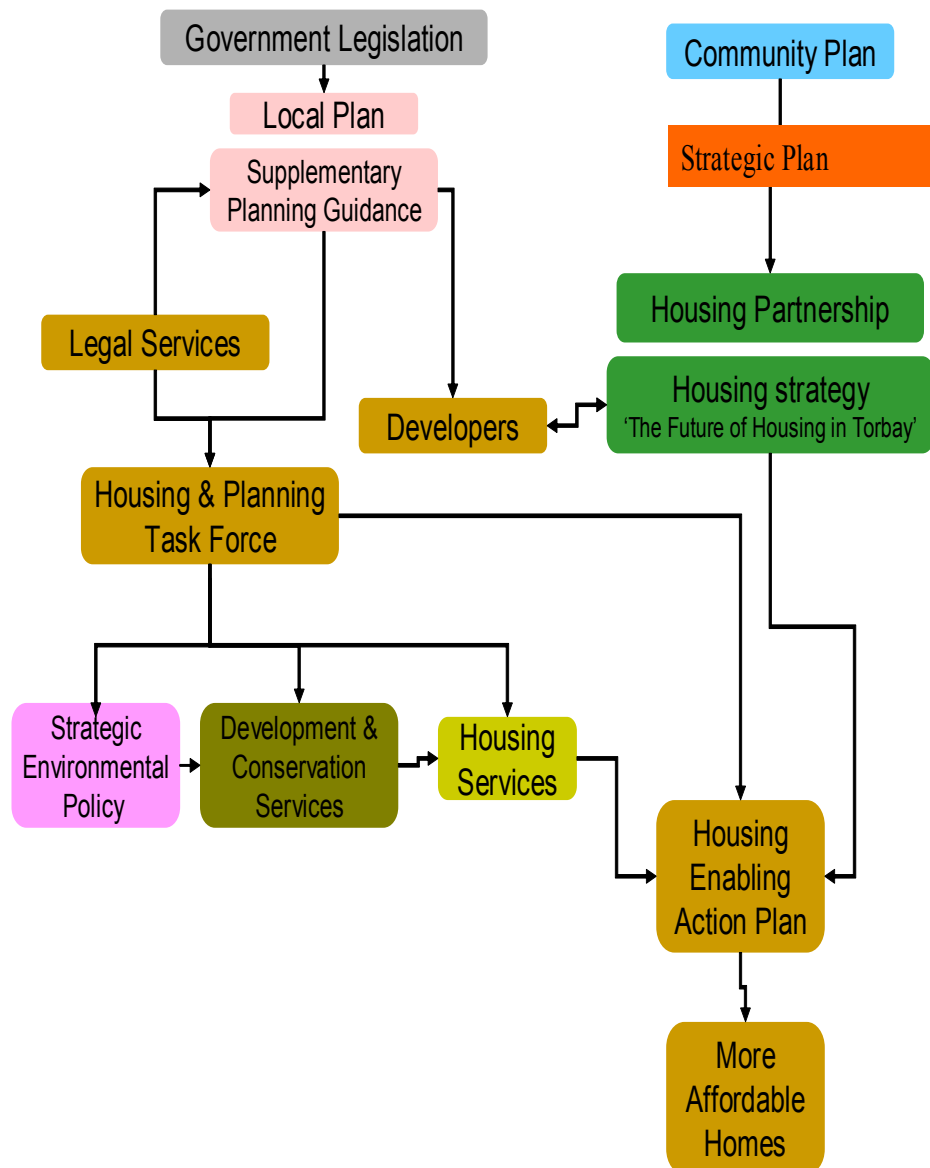 Government Legislation
Community Plan
Local Plan
Strategic Plan
Supplementary
Planning Guidance
Housing Partnership
Legal Services
Housing strategy
‘The Future of Housing in Torbay’
Developers
Housing & Planning
Task Force
Strategic
Environmental
Policy
Development &
Conservation
Services
Housing
Services
Housing
Enabling
Action Plan
More
Affordable
Homes